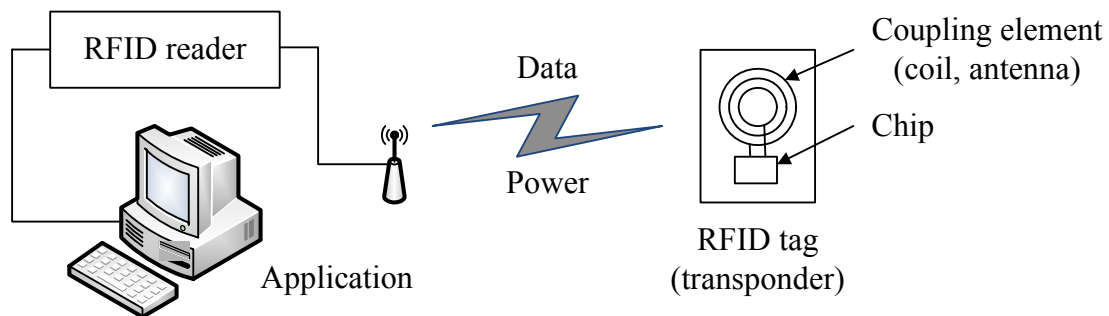 RFID reader
Data
Power
Application
Coupling element
(coil, antenna)
Chip
RFID tag
(transponder)